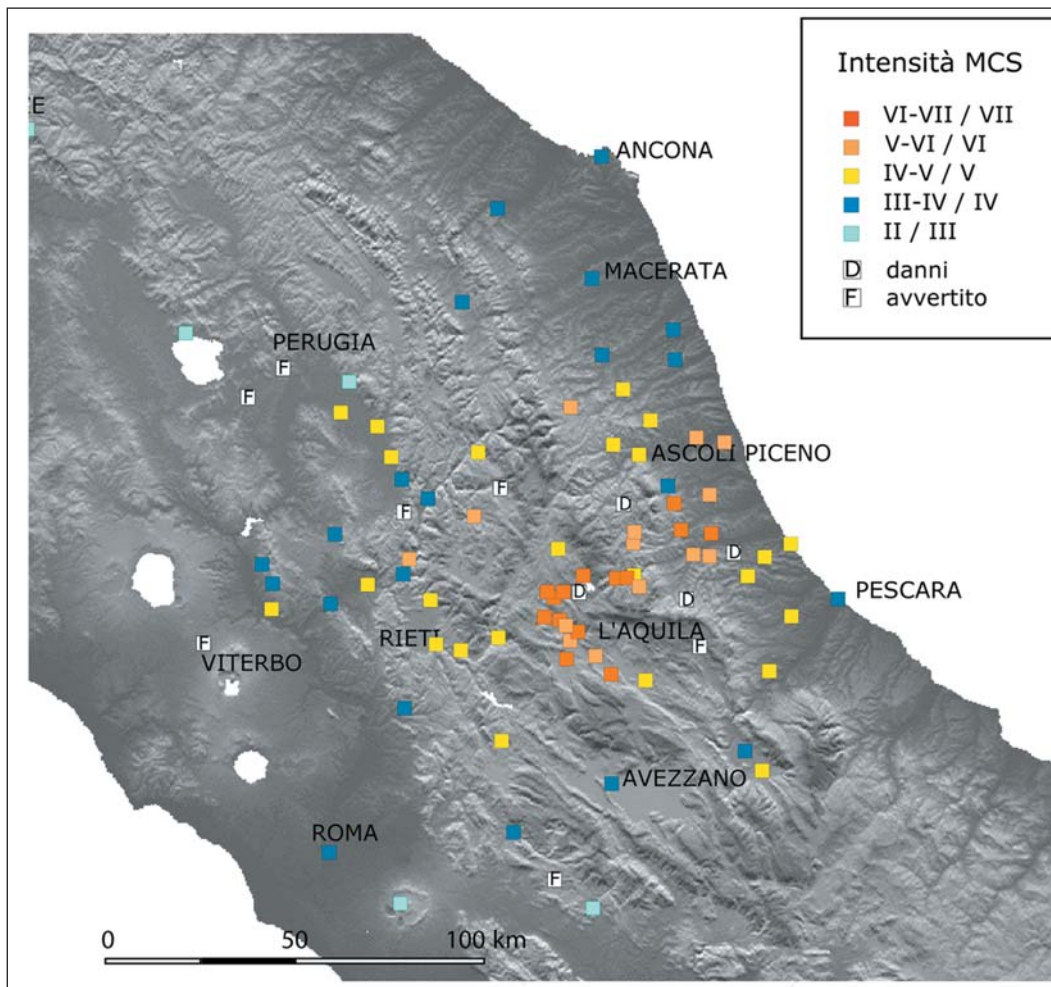 Intensità MCS
VI-VII / VII
V-VI / VI
IV-V / V
III-IV / IV
II / III
D danni
F avvertito
E
ANCONA
MACERATA
PERUGIA
F
F
ASCOLI PICENO
F
D
F
D
D
D
PESCARA
L'AQUILA
RIETI
F
F
VITERBO
AVEZZANO
ROMA
F
0 50 100 km